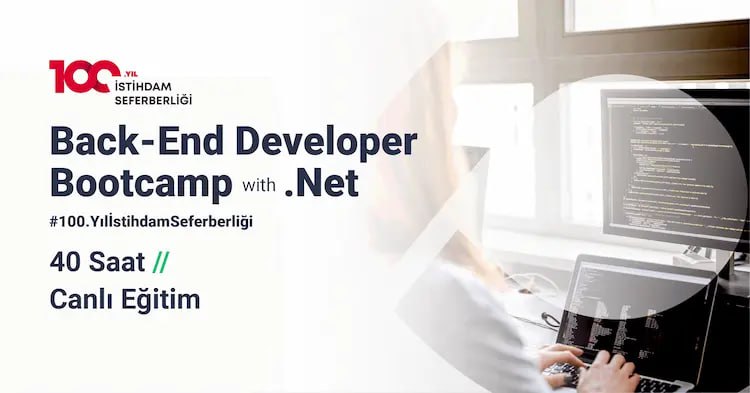 100 .YIL
İSTİHDAM
SEFERBERLİĞİ
Back-End Developer
Bootcamp with .Net
#100.YılİstihdamSeferberliği
40 Saat //
Canlı Eğitim